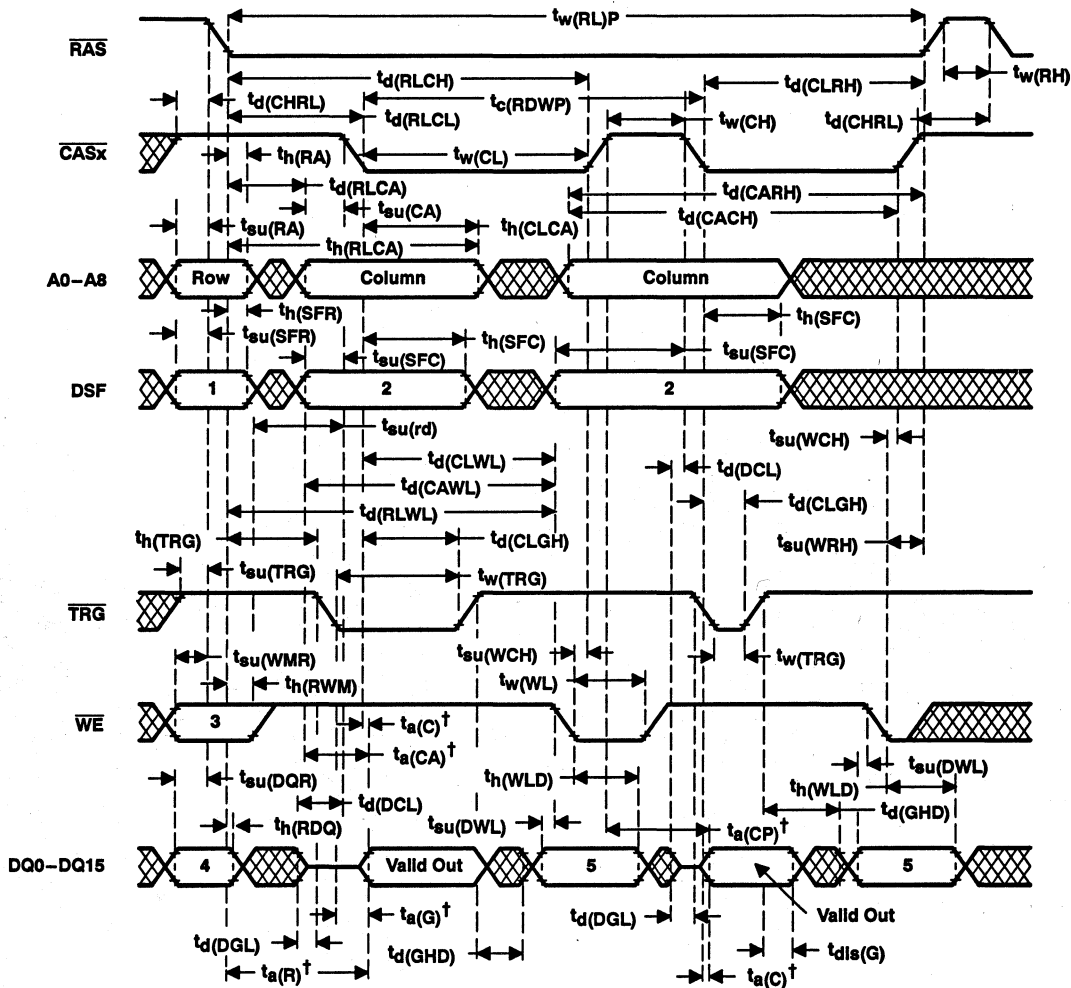 tw(RL)P
RAS
td(RLCH)
td(CLRH)
tw(RH)
td(CHRL)
tc(RDWP)
td(RLCL)
tw(CH)
td(CHRL)
CASx
th(RA)
tw(CL)
td(RLCA)
td(CARH)
tsu(CA)
td(CACH)
tsu(RA)
th(CLCA)
th(RLCA)
A0–A8
Row
Column
Column
th(SFR)
th(SFC)
tsu(SFR)
th(SFC)
tsu(SFC)
tsu(SFC)
DSF
1
2
2
tsu(rd)
tsu(WCH)
td(CLWL)
td(DCL)
td(CAWL)
td(CLGH)
td(RLWL)
th(TRG)
td(CLGH)
tsu(WRH)
tsu(TRG)
tw(TRG)
TRG
tsu(WMR)
tsu(WCH)
tw(TRG)
th(RWM)
tw(WL)
WE
3
ta(C)†
ta(CA)†
tsu(DQR)
th(WLD)
tsu(DWL)
th(WLD)
td(DCL)
td(GHD)
th(RDQ)
tsu(DWL)
ta(CP)†
DQ0–DQ15
4
Valid Out
5
5
ta(G)†
td(DGL)
Valid Out
td(DGL)
td(GHD)
tdis(G)
ta(R)†
ta(C)†